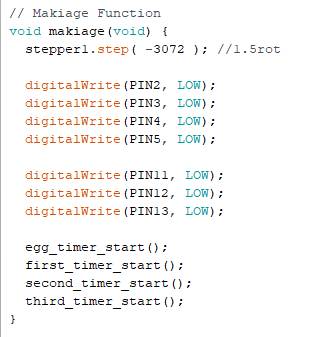 // Makiage Function
void makiage(void) {
  stepper1.step( -3072 ); //1.5rot

  digitalWrite(PIN2, LOW);
  digitalWrite(PIN3, LOW);
  digitalWrite(PIN4, LOW);
  digitalWrite(PIN5, LOW);

  digitalWrite(PIN11, LOW);
  digitalWrite(PIN12, LOW);
  digitalWrite(PIN13, LOW);

  egg_timer_start();
  first_timer_start();
  second_timer_start();
  third_timer_start();
}